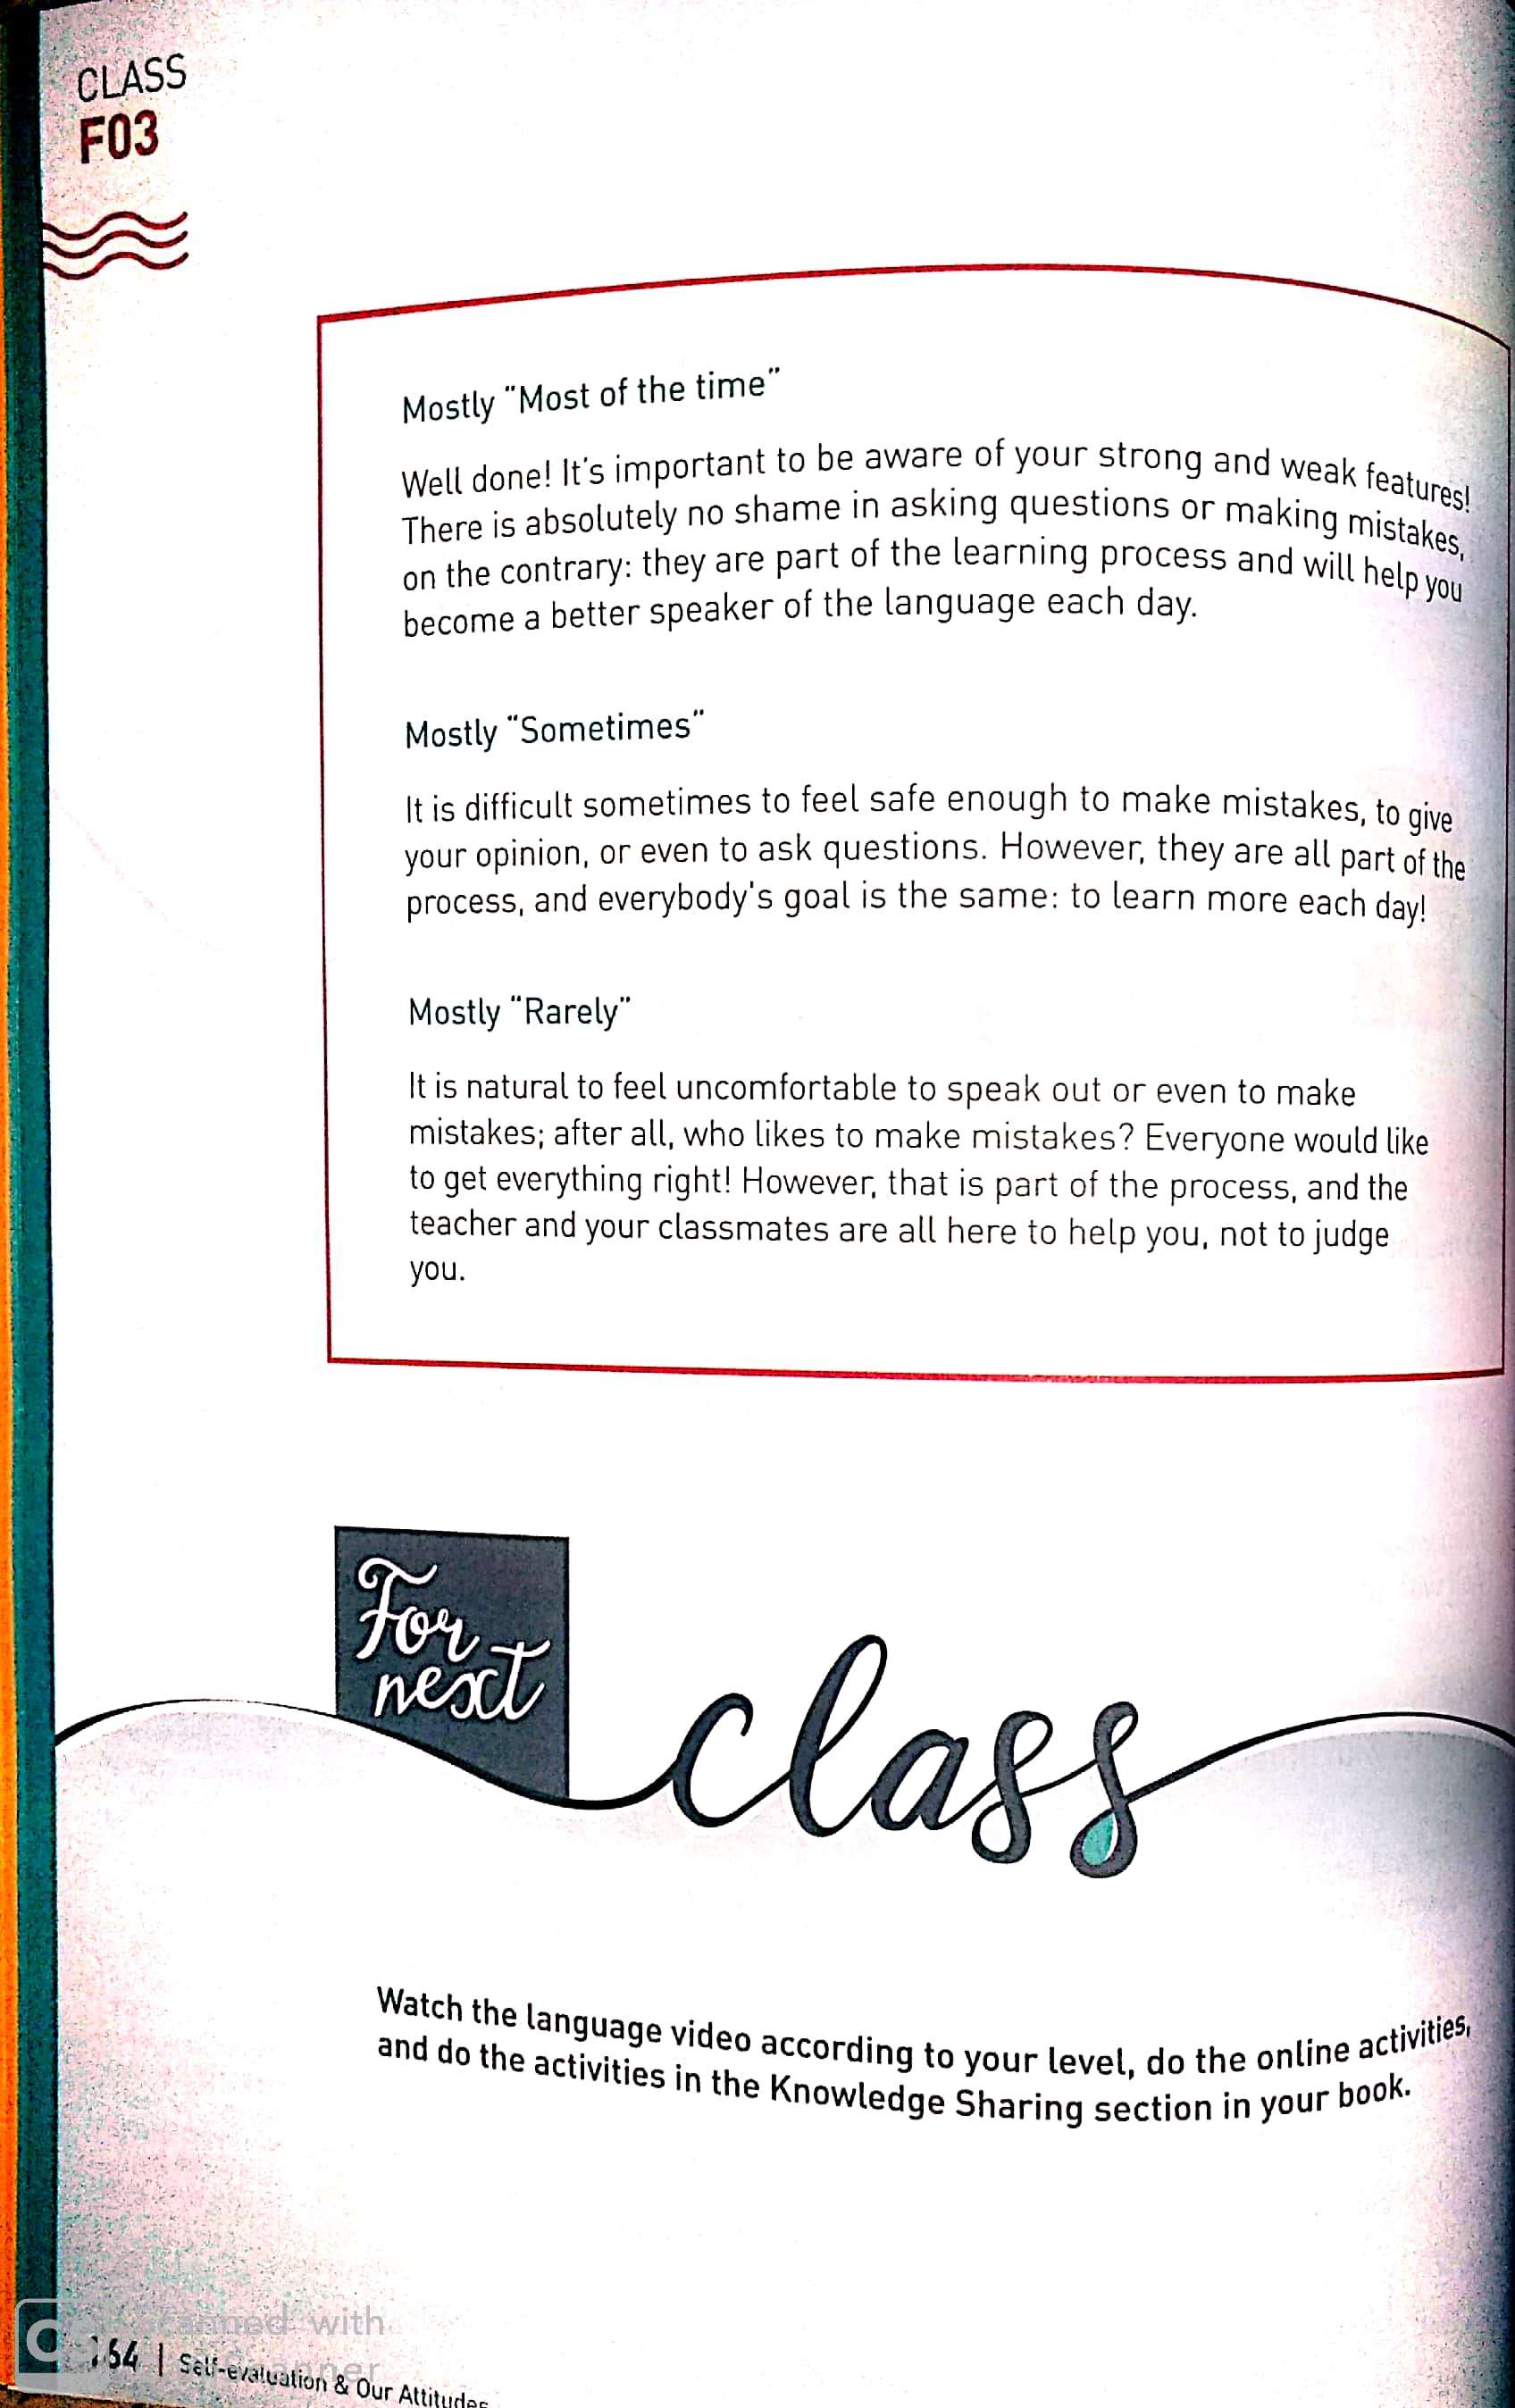 CLASS
F03
Mostly “Most of the time”
Well done! It's important to be aware of your strong and weak features!
There is absolutely no shame in asking questions or making mistakes,
on the contrary: they are part of the learning process and will help you
become a better speaker of the language each day.
Mostly “Sometimes”
It is difficult sometimes to feel safe enough to make mistakes, to give
your opinion, or even to ask questions. However, they are all part of the
process, and everybody's goal is the same: to learn more each day!
Mostly “Rarely”
It is natural to feel uncomfortable to speak out or even to make
mistakes; after all, who likes to make mistakes? Everyone would like
to get everything right! However, that is part of the process, and the
teacher and your classmates are all here to help you, not to judge
you.
For
next
class
Watch the language video according to your level, do the online activities,
and do the activities in the Knowledge Sharing section in your book.
CS
with
| Self-evaluation & Our Attitudes